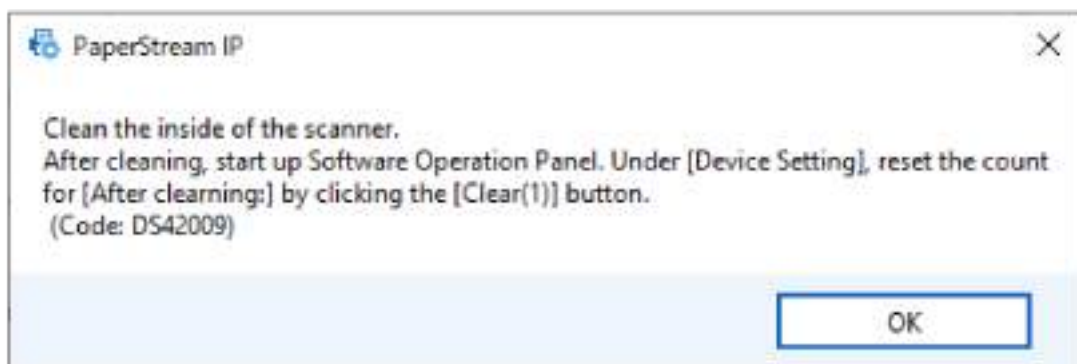 PaperStream IP
Clean the inside of the scanner.
After cleaning, start up Software Operation Panel. Under [Device Setting], reset the count
for [After clearning:] by clicking the [Clear(1)] button.
(Code: DS42009)
OK